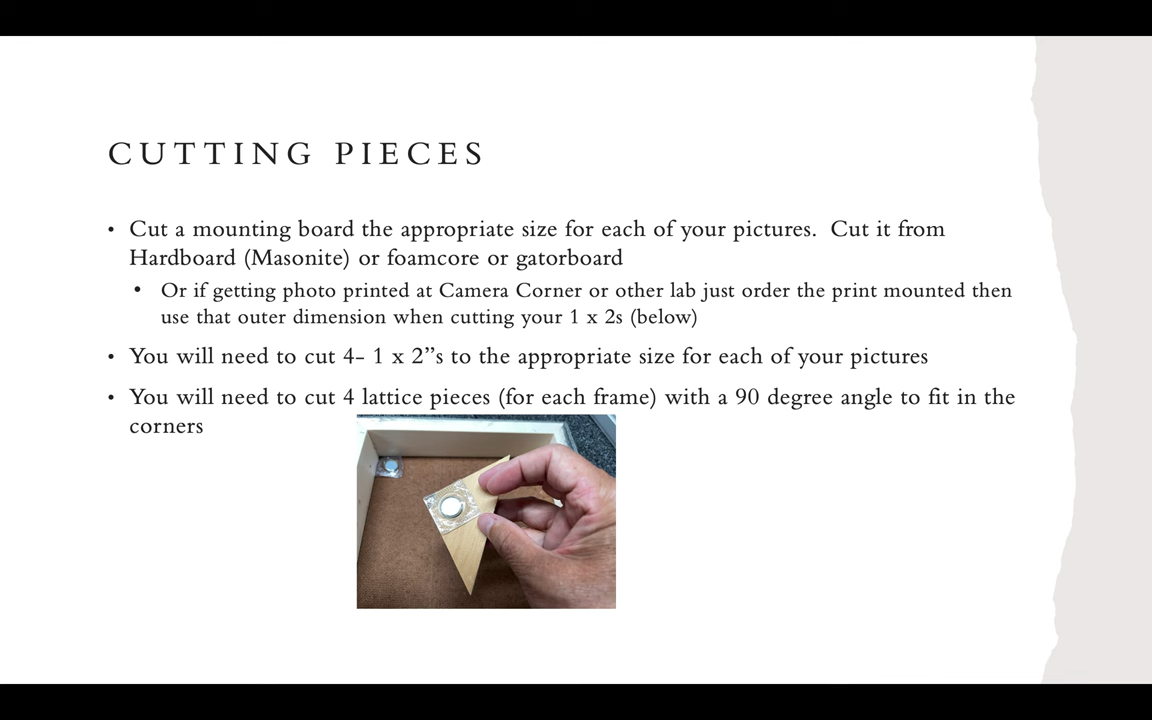 CUTTING PIECES
• Cut a mounting board the appropriate size for each of your pictures.  Cut it from
Hardboard (Masonite) or foamcore or gatorboard
• Or if getting photo printed at Camera Corner or other lab just order the print mounted then
use that outer dimension when cutting your 1 x 2s (below)
• You will need to cut 4- 1 x 2”s to the appropriate size for each of your pictures
• You will need to cut 4 lattice pieces (for each frame) with a 90 degree angle to fit in the
corners